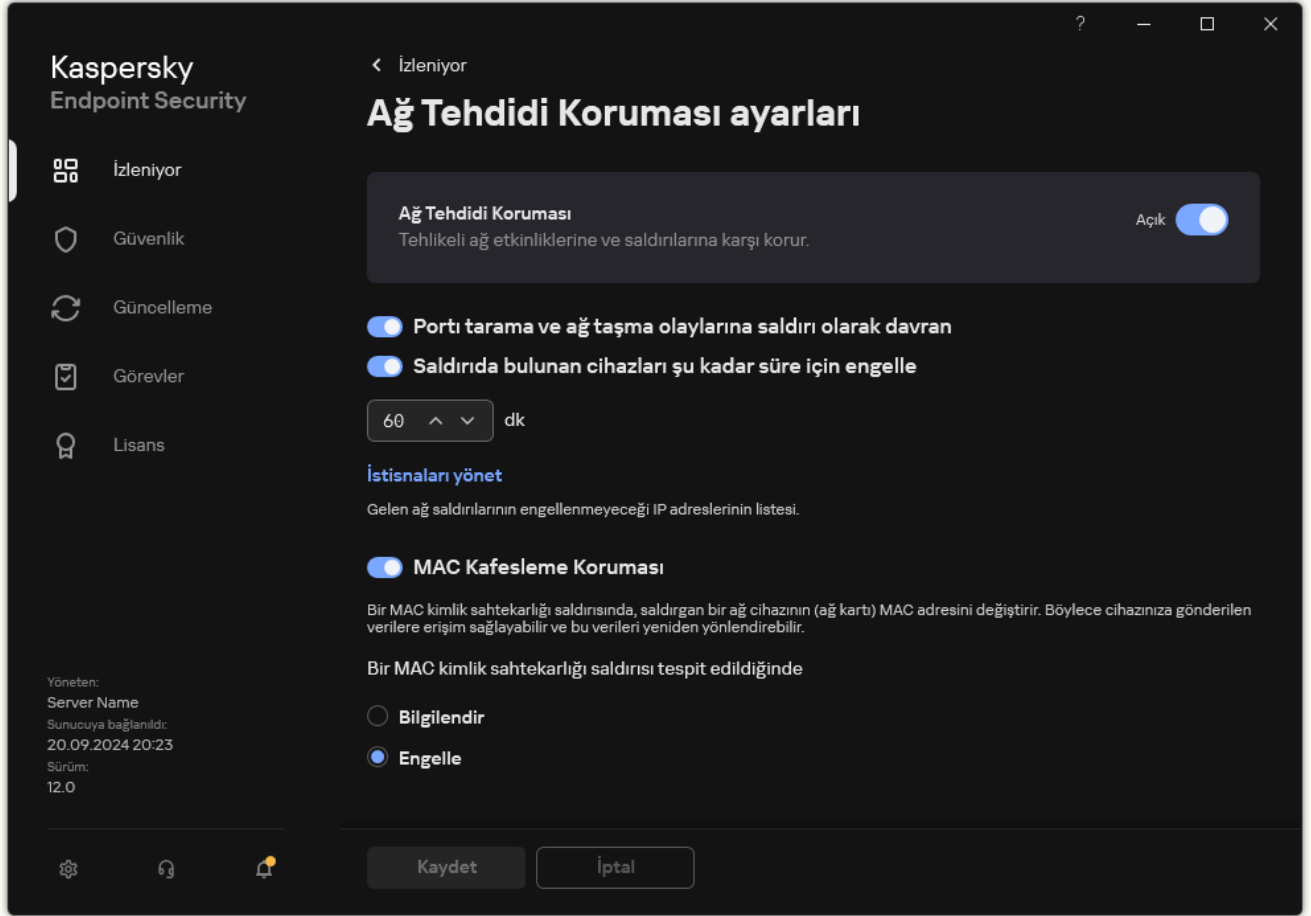 ?
Kaspersky
Endpoint Security
İzleniyor
Güvenlik
Güncelleme
Görevler
Lisans
Yöneten:
Server Name
Sunucuya bağlanıldı:
20.09.2024 20:23
Sürüm:
12.0
İzleniyor
Ağ Tehdidi Koruması ayarları
Ağ Tehdidi Koruması
Açık
Tehlikeli ağ etkinliklerine ve saldırılarına karşı korur.
Portı tarama ve ağ taşma olaylarına saldırı olarak davran
Saldırıda bulunan cihazları şu kadar süre için engelle
60 dk
İstisnaları yönet
Gelen ağ saldırılarının engellenmeyeceği IP adreslerinin listesi.
MAC Kafesleme Koruması
Bir MAC kimlik sahtekarlığı saldırısında, saldırgan bir ağ cihazının (ağ kartı) MAC adresini değiştirir. Böylece cihazınıza gönderilen
verilere erişim sağlayabilir ve bu verileri yeniden yönlendirebilir.
Bir MAC kimlik sahtekarlığı saldırısı tespit edildiğinde
Bilgilendir
Engelle
Kaydet
İptal